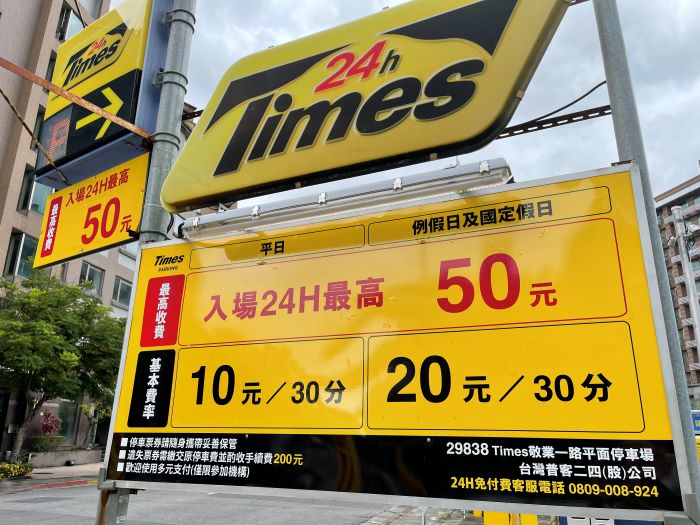 24h
Times
入場24H最高
最高收費
50元
24h
Times
Times
PARKING
平日
例假日及國定假日
最高收費
入場24H最高 50元
基本費率
10元／30分
20元／30分
■ 停車票券請隨身攜帶妥善保管
■ 遺失票券需繳交原停車費並酌收手續費200元
■ 歡迎使用多元支付(僅限參加機構)
29838 Times敬業一路平面停車場
台灣普客二四(股)公司
24H免付費客服電話 0809-008-924